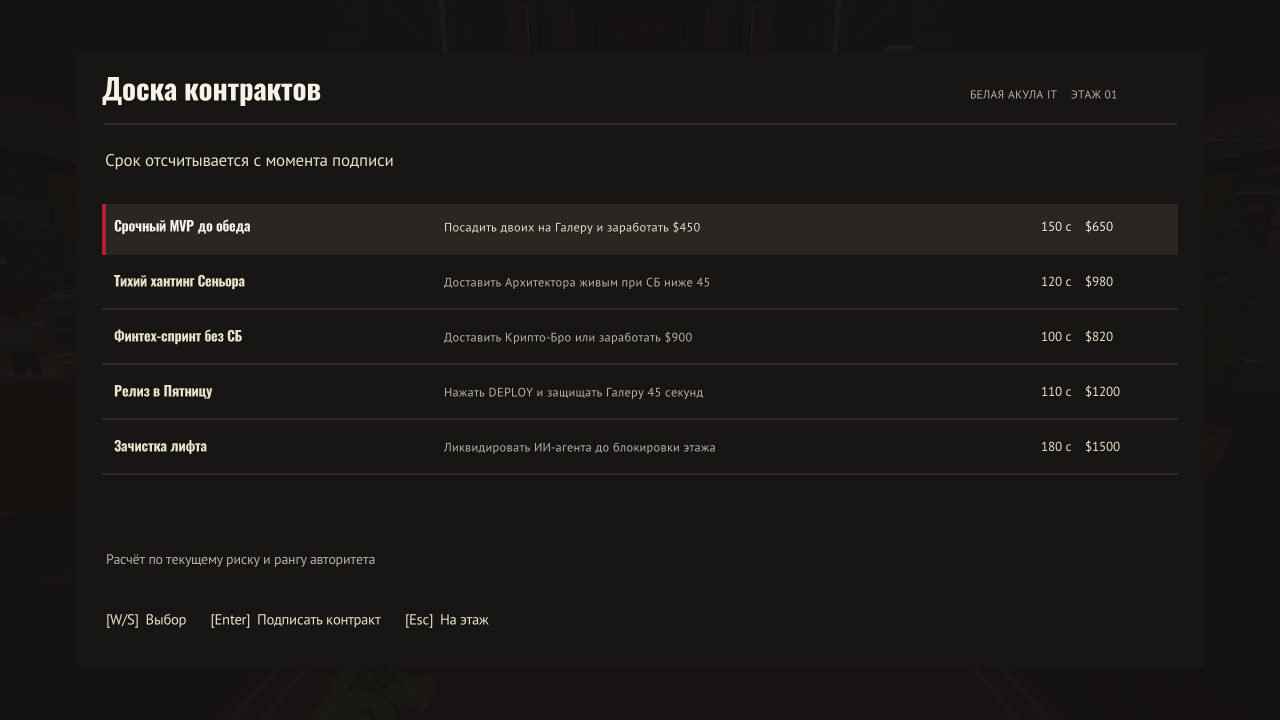 Доска контрактов
БЕЛАЯ АКУЛА IT ЭТАЖ 01
Срок отсчитывается с момента подписи
Срочный MVP до обеда Посадить двоих на Галеру и заработать $450 150 с $650
Тихий хантинг Сеньора Доставить Архитектора живым при СБ ниже 45 120 с $980
Финтех-спринт без СБ Доставить Крипто-Бро или заработать $900 100 с $820
Релиз в Пятницу Нажать DEPLOY и защищать Галеру 45 секунд 110 с $1200
Зачистка лифта Ликвидировать ИИ-агента до блокировки этажа 180 с $1500
Расчёт по текущему риску и рангу авторитета
[W/S] Выбор [Enter] Подписать контракт [Esc] На этаж